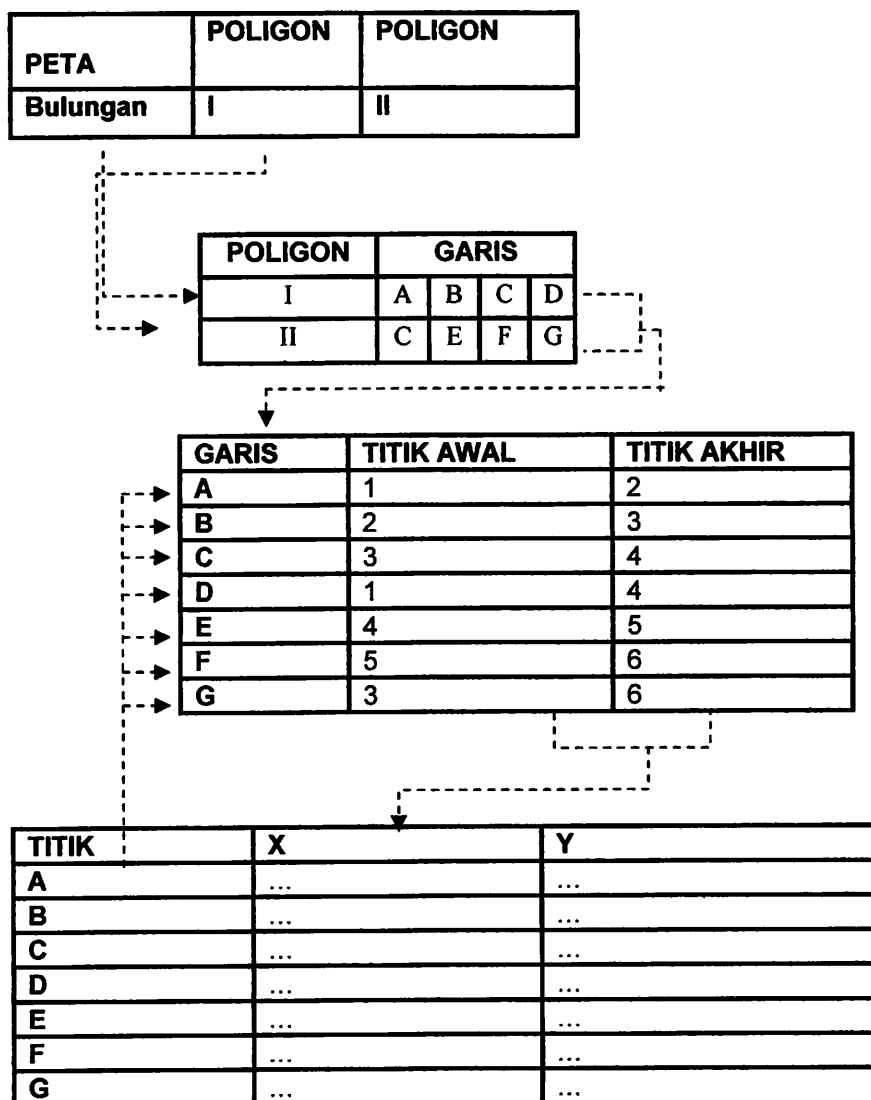 PETA POLIGON POLIGON
Bulungan I II
POLIGON GARIS
I A B C D
II C E F G
GARIS TITIK AWAL TITIK AKHIR
A 1 2
B 2 3
C 3 4
D 1 4
E 4 5
F 5 6
G 3 6
TITIK X Y
A ... ...
B ... ...
C ... ...
D ... ...
E ... ...
F ... ...
G ... ...